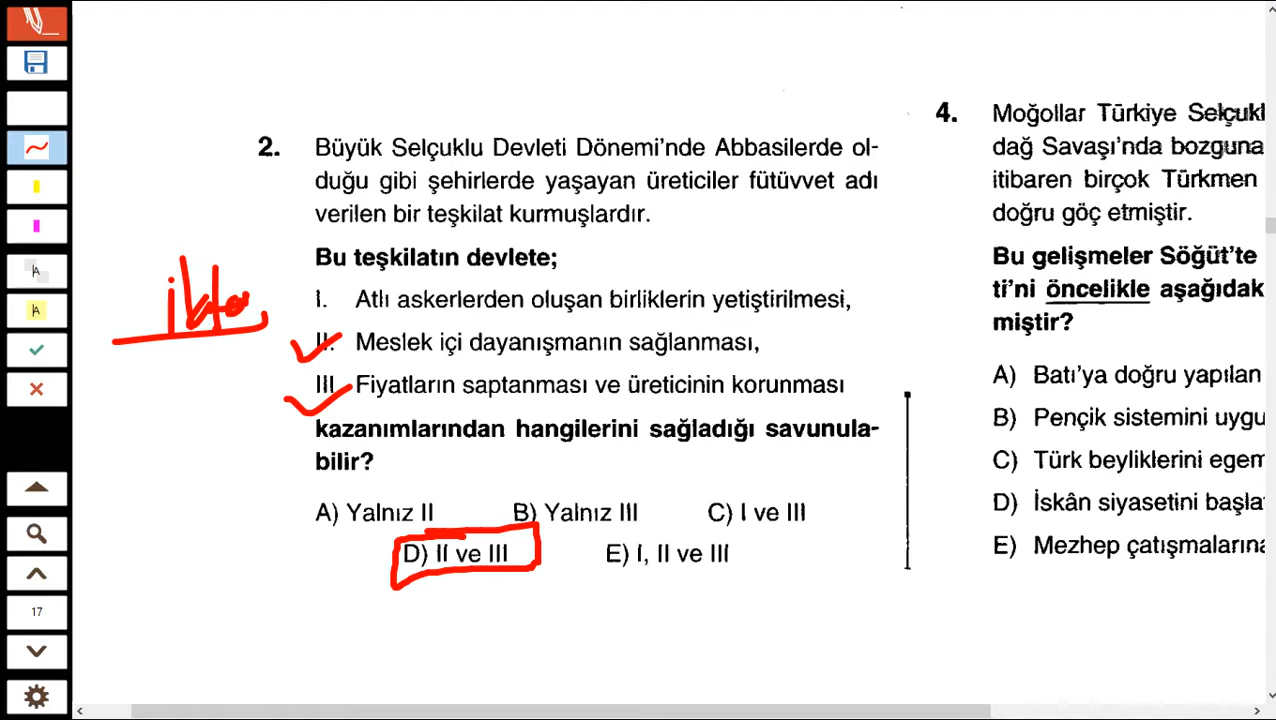 2. Büyük Selçuklu Devleti Dönemi'nde Abbasilerde ol-
duğu gibi şehirlerde yaşayan üreticiler fütüvvet adı
verilen bir teşkilat kurmuşlardır.
Bu teşkilatın devlete;
I. Atlı askerlerden oluşan birliklerin yetiştirilmesi,
II. Meslek içi dayanışmanın sağlanması,
III. Fiyatların saptanması ve üreticinin korunması
kazanımlarından hangilerini sağladığı savunula-
bilir?
A) Yalnız II B) Yalnız III C) I ve III
D) II ve III E) I, II ve III
4. Moğollar Türkiye Selçukl
dağ Savaşı'nda bozguna
itibaren birçok Türkmen
doğru göç etmiştir.
Bu gelişmeler Söğüt'te
ti'ni öncelikle aşağıdak
miştir?
A) Batı'ya doğru yapılan
B) Pençik sistemini uygu
C) Türk beyliklerini egem
D) İskân siyasetini başla
E) Mezhep çatışmalarına
17